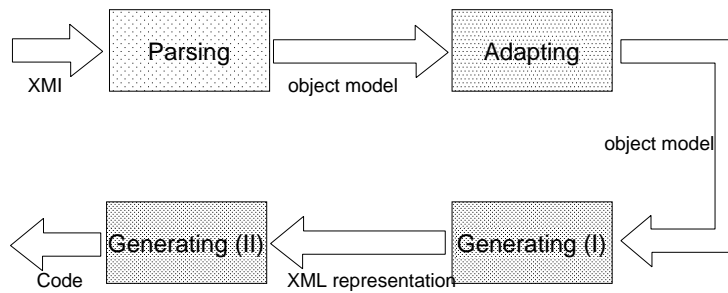 Parsing
Adapting
XMI
object model
object model
Generating (II)
Generating (I)
Code
XML representation